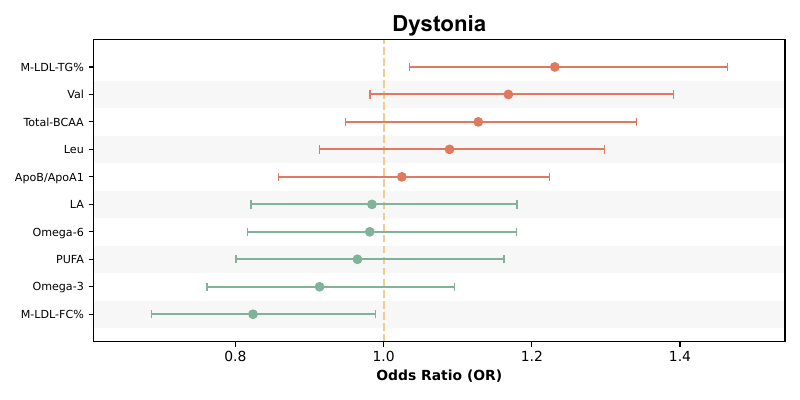 Dystonia
M-LDL-TG%
Val
Total-BCAA
Leu
ApoB/ApoA1
LA
Omega-6
PUFA
Omega-3
M-LDL-FC%
0.8 1.0 1.2 1.4
Odds Ratio (OR)